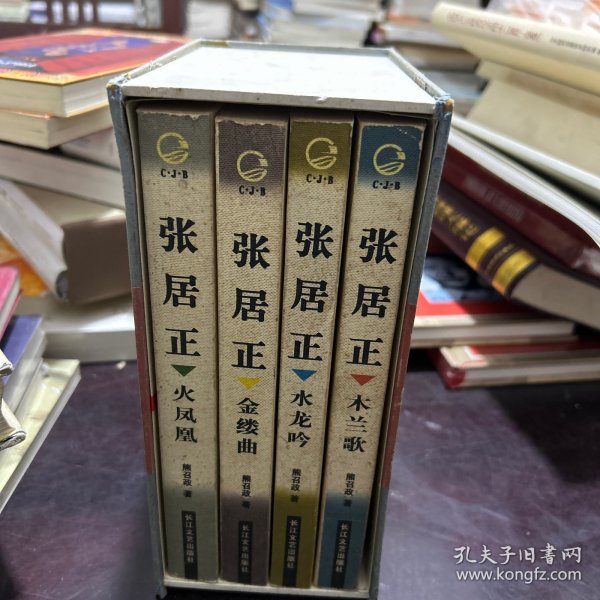 C·J·B
张居正
火凤凰
熊召政 著
长江文艺出版社
C·J·B
张居正
金缕曲
熊召政 著
长江文艺出版社
C·J·B
张居正
水龙吟
熊召政 著
长江文艺出版社
C·J·B
张居正
木兰歌
熊召政 著
长江文艺出版社
孔夫子旧书网
www.kongfz.com